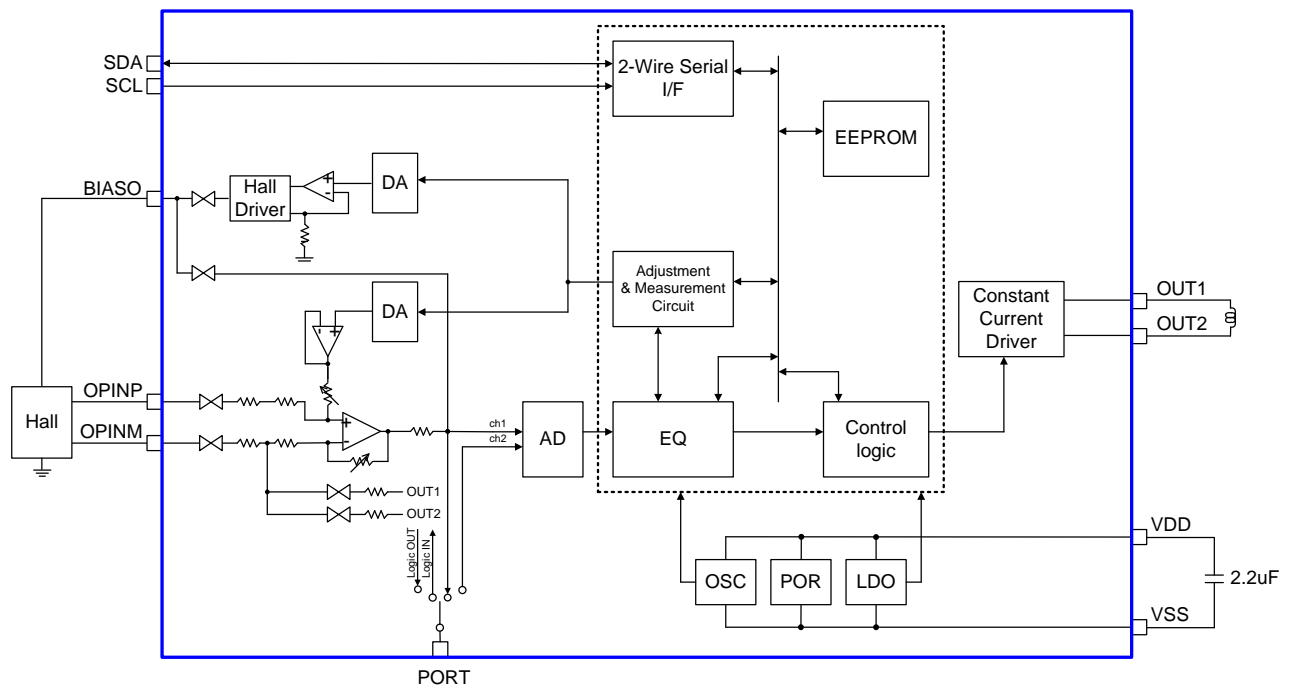 SDA
SCL
2-Wire Serial
I/F
EEPROM
BIASO
Hall
Driver
+
-
DA
Adjustment
& Measurement
Circuit
DA
-
+
Constant
Current
Driver
OUT1
OUT2
Hall
OPINP
OPINM
+
-
ch1
ch2
AD
EQ
Control
logic
OUT1
OUT2
Logic OUT
Logic IN
OSC
POR
LDO
VDD
2.2uF
VSS
PORT